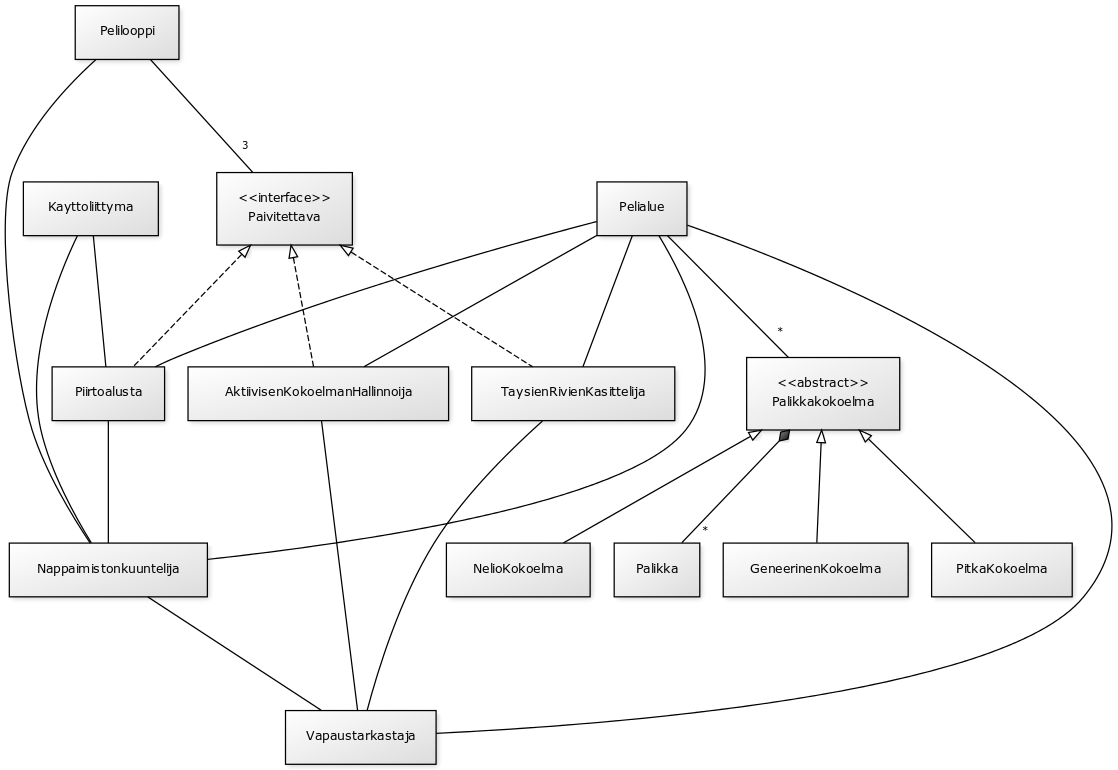 Pelilooppi
3
Kayttoliittyma
<<interface>>
Paivitettava
Pelialue
*
Piirtoalusta
AktiivisenKokoelmanHallinnoija
TaysienRivienKasittelija
<<abstract>>
Palikkakokoelma
*
Nappaimistonkuuntelija
NelioKokoelma
Palikka
GeneerinenKokoelma
PitkaKokoelma
Vapaustarkastaja